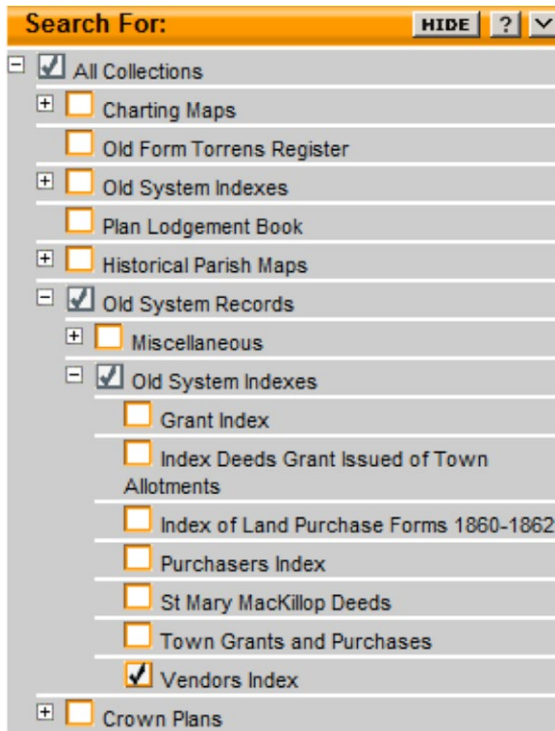 Search For:
HIDE ?
All Collections
Charting Maps
Old Form Torrens Register
Old System Indexes
Plan Lodgement Book
Historical Parish Maps
Old System Records
Miscellaneous
Old System Indexes
Grant Index
Index Deeds Grant Issued of Town
Allotments
Index of Land Purchase Forms 1860-1862
Purchasers Index
St Mary MacKillop Deeds
Town Grants and Purchases
Vendors Index
Crown Plans